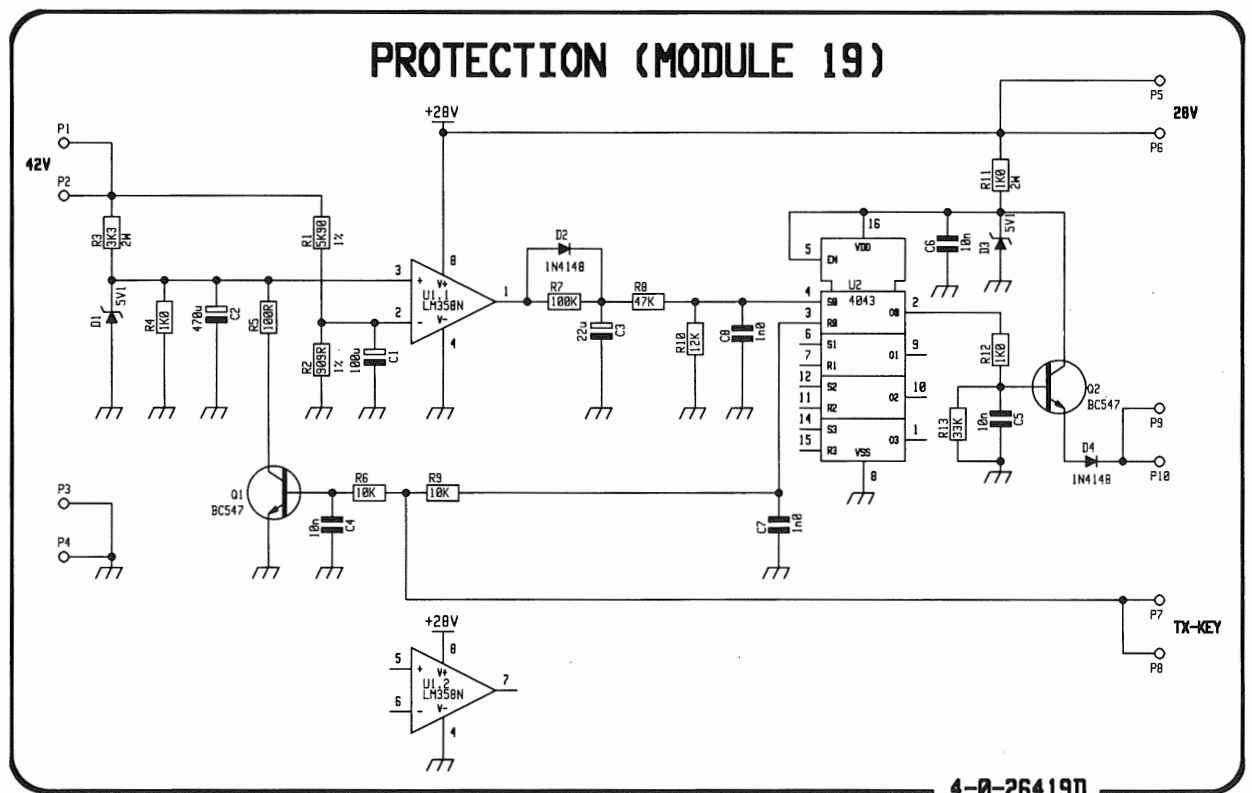 PROTECTION (MODULE 19)
P1
42V
P2
+28V
P5
28V
P6
R3
3K3
2W
R1
5K90
1%
R11
1K0
2W
D1
5V1
R4
1K0
470u
C2
R5
100R
R2
909R
1%
100u
C1
3
+
2
-
8
V+
U1.1
LM358N
V-
4
1
D2
1N4148
R7
100K
R8
47K
22u
C3
R10
12K
C8
1n0
5
EN
16
VDD
U2
4043
4
S0
3
R0
6
S1
7
R1
12
S2
11
R2
14
S3
15
R3
2
O0
9
O1
10
O2
1
O3
VSS
8
C6
10n
D3
5V1
R12
1K0
R13
33K
10n
C5
Q2
BC547
D4
1N4148
P9
P10
P3
P4
Q1
BC547
R6
10K
R9
10K
10n
C4
C7
1n0
P7
TX-KEY
P8
+28V
5
+
6
-
8
V+
U1.2
LM358N
V-
4
7
4-0-26419D